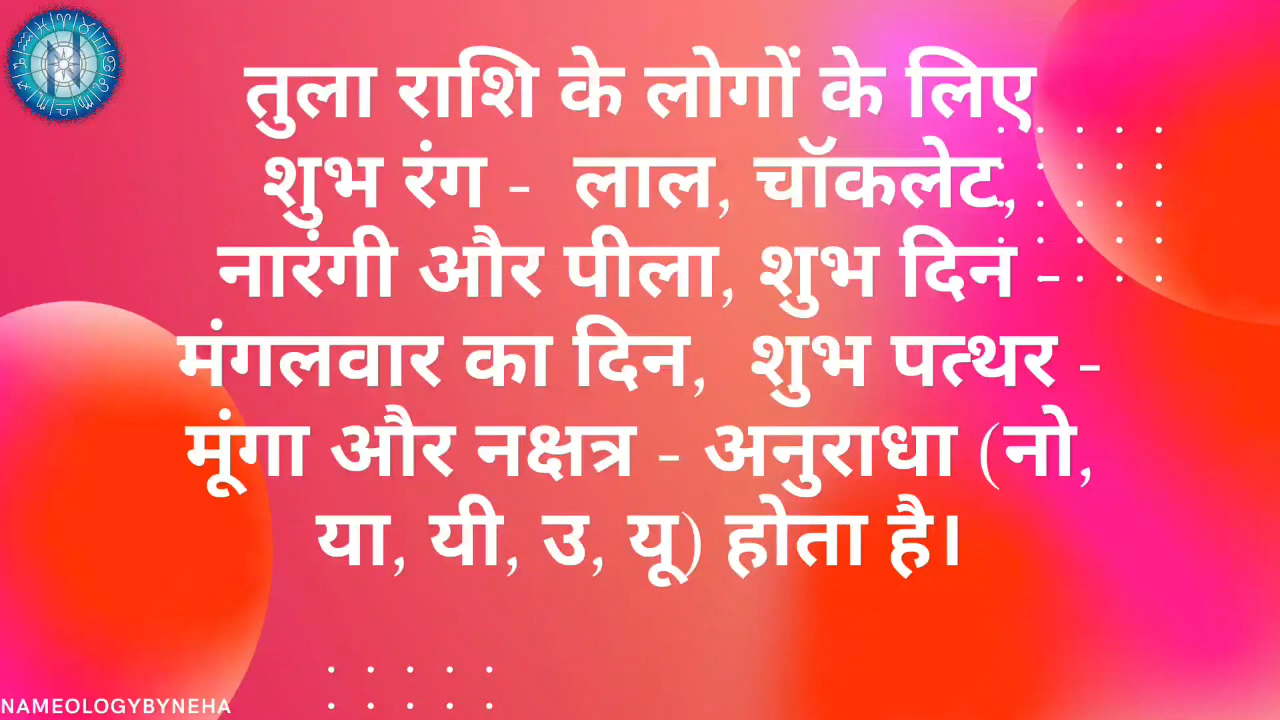 तुला राशि के लोगों के लिए
शुभ रंग - लाल, चॉकलेट,
नारंगी और पीला, शुभ दिन -
मंगलवार का दिन, शुभ पत्थर -
मूंगा और नक्षत्र - अनुराधा (नो,
या, यी, उ, यू) होता है।
NAMEOLOGYBYNEHA